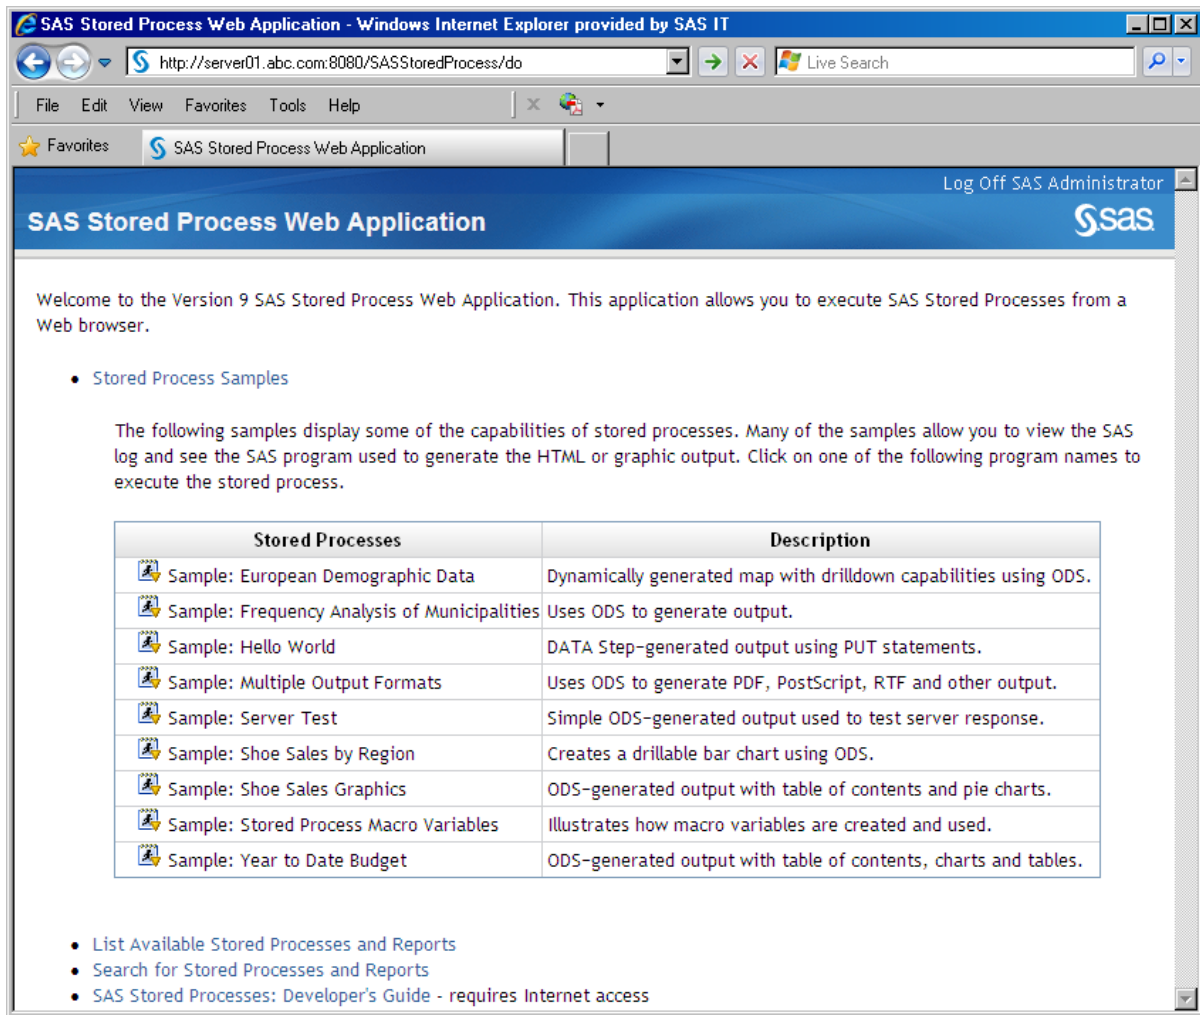 SAS Stored Process Web Application - Windows Internet Explorer provided by SAS IT
http://server01.abc.com:8080/SASStoredProcess/do
Live Search
File Edit View Favorites Tools Help
Favorites
SAS Stored Process Web Application
Log Off SAS Administrator
SAS Stored Process Web Application
sas
Welcome to the Version 9 SAS Stored Process Web Application. This application allows you to execute SAS Stored Processes from a
Web browser.
• Stored Process Samples
The following samples display some of the capabilities of stored processes. Many of the samples allow you to view the SAS
log and see the SAS program used to generate the HTML or graphic output. Click on one of the following program names to
execute the stored process.
Stored Processes Description
Sample: European Demographic Data Dynamically generated map with drilldown capabilities using ODS.
Sample: Frequency Analysis of Municipalities Uses ODS to generate output.
Sample: Hello World DATA Step-generated output using PUT statements.
Sample: Multiple Output Formats Uses ODS to generate PDF, PostScript, RTF and other output.
Sample: Server Test Simple ODS-generated output used to test server response.
Sample: Shoe Sales by Region Creates a drillable bar chart using ODS.
Sample: Shoe Sales Graphics ODS-generated output with table of contents and pie charts.
Sample: Stored Process Macro Variables Illustrates how macro variables are created and used.
Sample: Year to Date Budget ODS-generated output with table of contents, charts and tables.
• List Available Stored Processes and Reports
• Search for Stored Processes and Reports
• SAS Stored Processes: Developer's Guide - requires Internet access